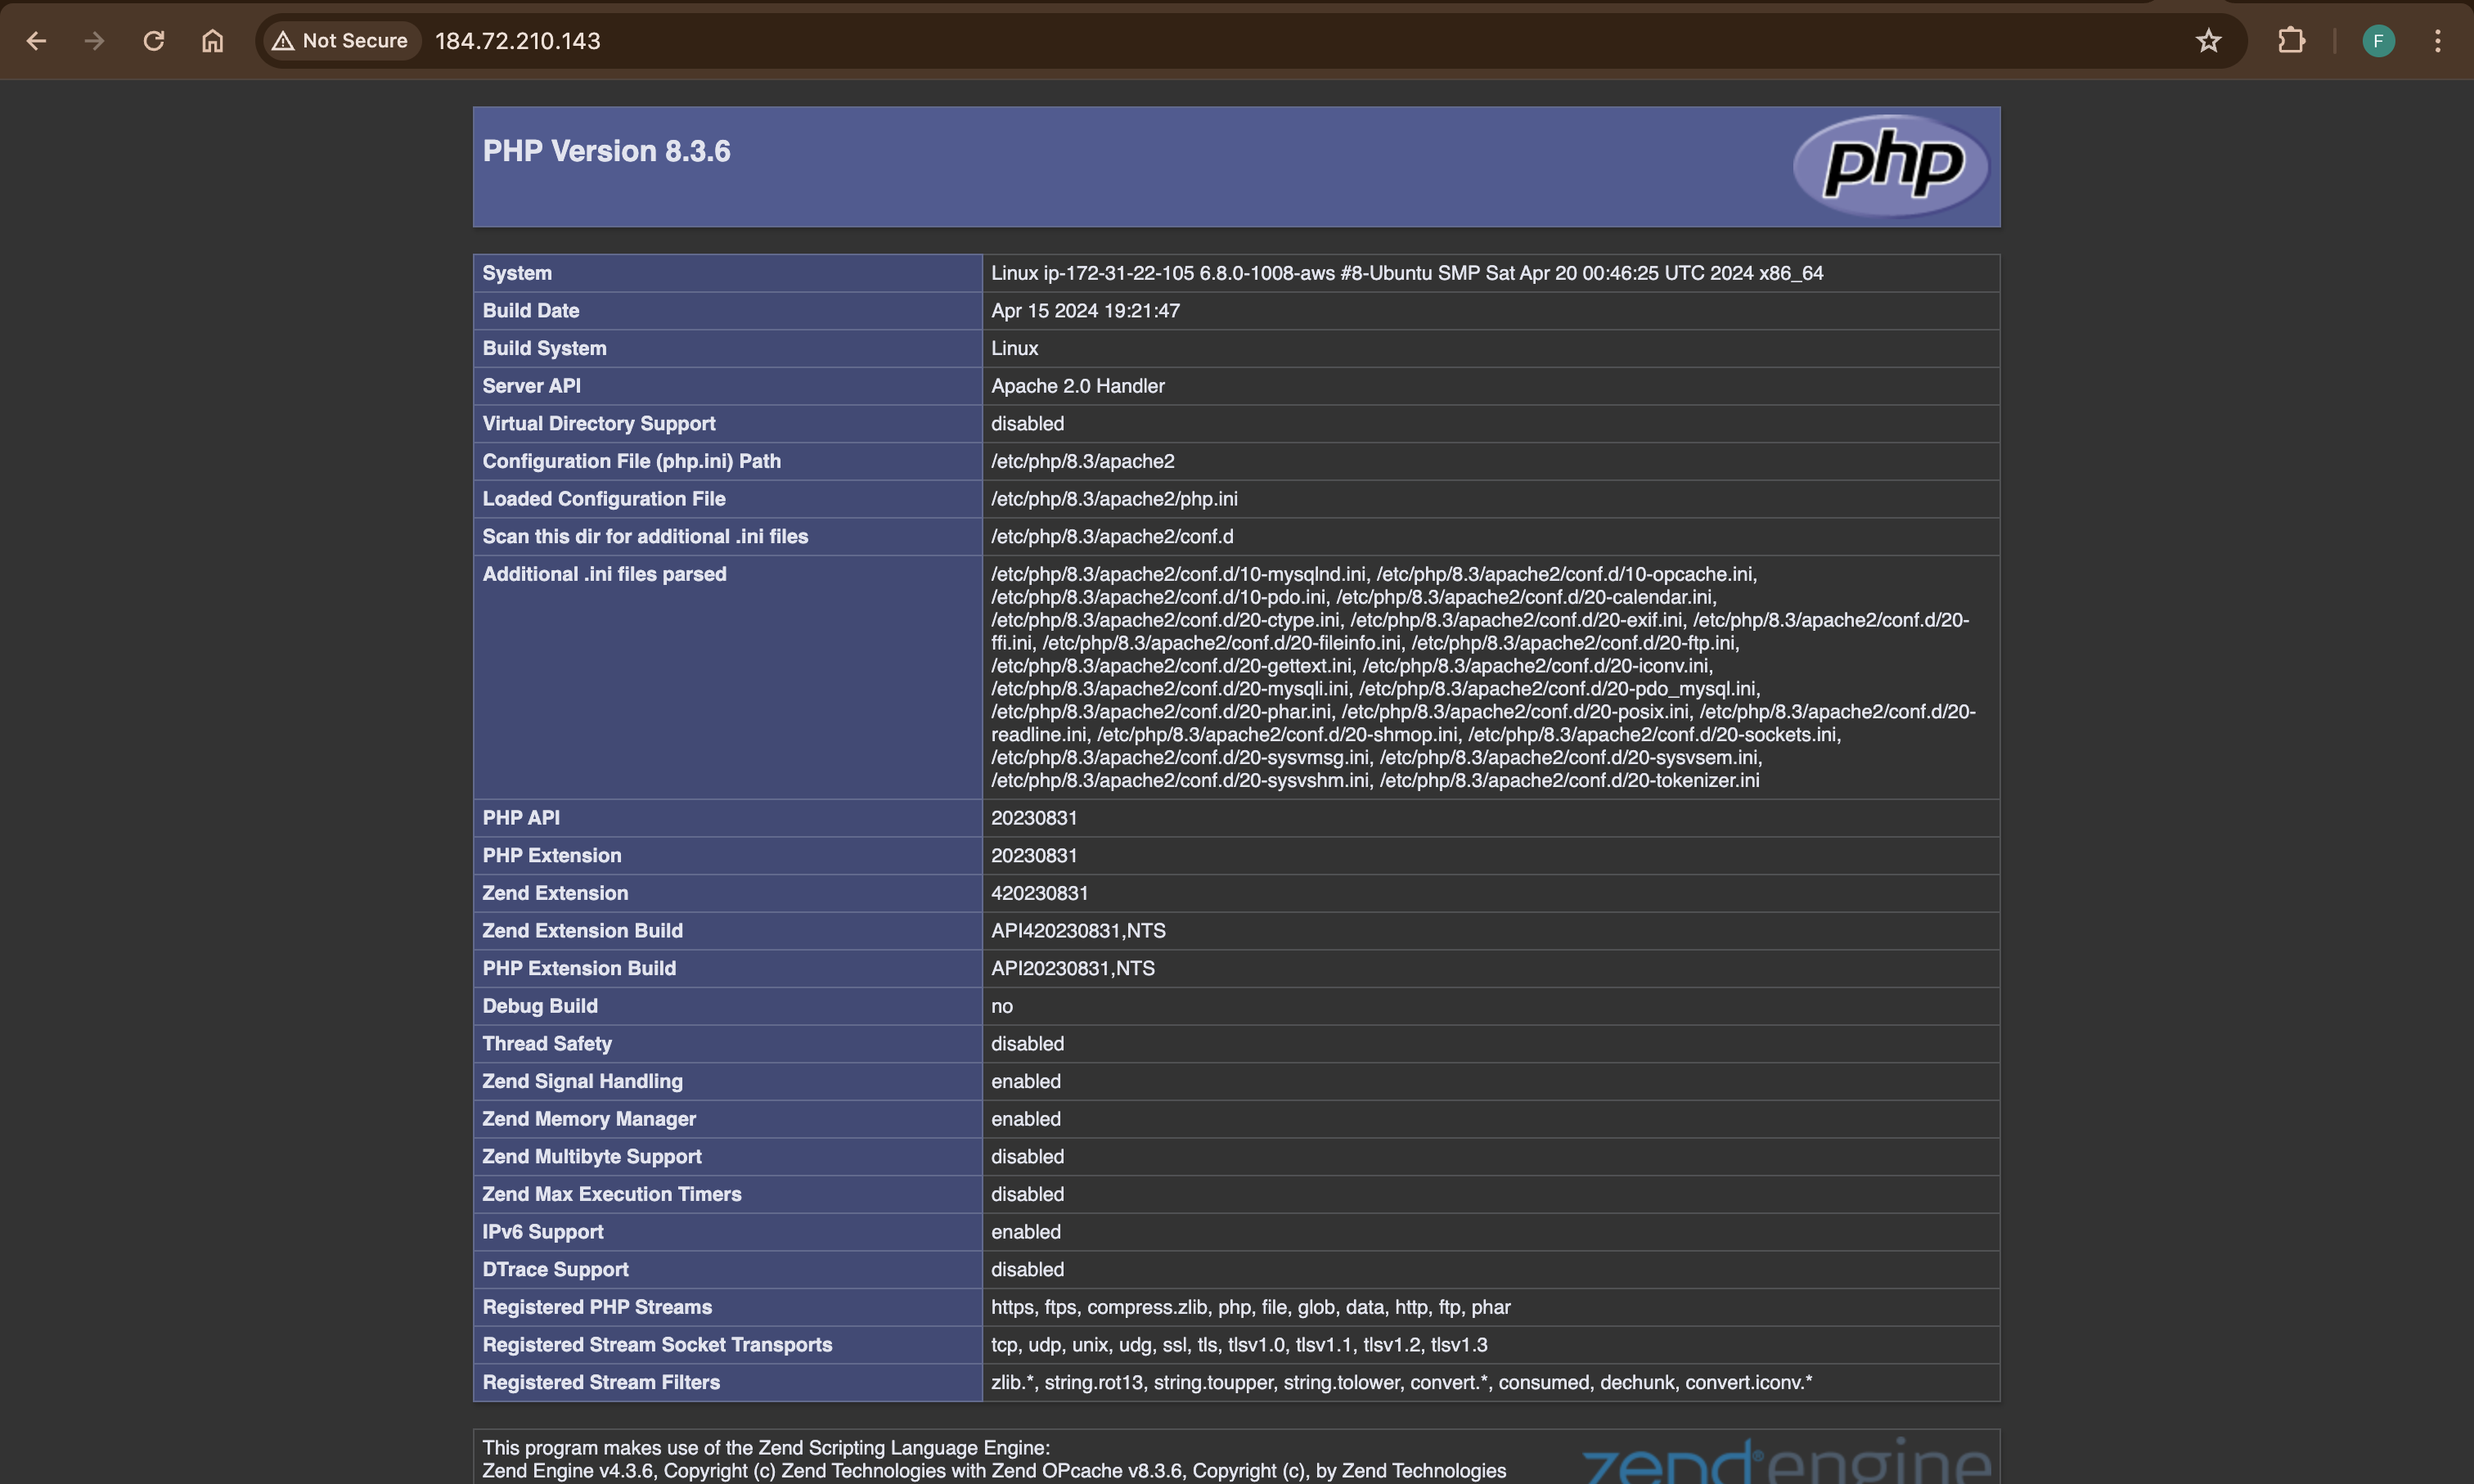 Not Secure 184.72.210.143
F
PHP Version 8.3.6
php
System Linux ip-172-31-22-105 6.8.0-1008-aws #8-Ubuntu SMP Sat Apr 20 00:46:25 UTC 2024 x86_64
Build Date Apr 15 2024 19:21:47
Build System Linux
Server API Apache 2.0 Handler
Virtual Directory Support disabled
Configuration File (php.ini) Path /etc/php/8.3/apache2
Loaded Configuration File /etc/php/8.3/apache2/php.ini
Scan this dir for additional .ini files /etc/php/8.3/apache2/conf.d
Additional .ini files parsed /etc/php/8.3/apache2/conf.d/10-mysqlnd.ini, /etc/php/8.3/apache2/conf.d/10-opcache.ini,
/etc/php/8.3/apache2/conf.d/10-pdo.ini, /etc/php/8.3/apache2/conf.d/20-calendar.ini,
/etc/php/8.3/apache2/conf.d/20-ctype.ini, /etc/php/8.3/apache2/conf.d/20-exif.ini, /etc/php/8.3/apache2/conf.d/20-
ffi.ini, /etc/php/8.3/apache2/conf.d/20-fileinfo.ini, /etc/php/8.3/apache2/conf.d/20-ftp.ini,
/etc/php/8.3/apache2/conf.d/20-gettext.ini, /etc/php/8.3/apache2/conf.d/20-iconv.ini,
/etc/php/8.3/apache2/conf.d/20-mysqli.ini, /etc/php/8.3/apache2/conf.d/20-pdo_mysql.ini,
/etc/php/8.3/apache2/conf.d/20-phar.ini, /etc/php/8.3/apache2/conf.d/20-posix.ini, /etc/php/8.3/apache2/conf.d/20-
readline.ini, /etc/php/8.3/apache2/conf.d/20-shmop.ini, /etc/php/8.3/apache2/conf.d/20-sockets.ini,
/etc/php/8.3/apache2/conf.d/20-sysvmsg.ini, /etc/php/8.3/apache2/conf.d/20-sysvsem.ini,
/etc/php/8.3/apache2/conf.d/20-sysvshm.ini, /etc/php/8.3/apache2/conf.d/20-tokenizer.ini
PHP API 20230831
PHP Extension 20230831
Zend Extension 420230831
Zend Extension Build API420230831,NTS
PHP Extension Build API20230831,NTS
Debug Build no
Thread Safety disabled
Zend Signal Handling enabled
Zend Memory Manager enabled
Zend Multibyte Support disabled
Zend Max Execution Timers disabled
IPv6 Support enabled
DTrace Support disabled
Registered PHP Streams https, ftps, compress.zlib, php, file, glob, data, http, ftp, phar
Registered Stream Socket Transports tcp, udp, unix, udg, ssl, tls, tlsv1.0, tlsv1.1, tlsv1.2, tlsv1.3
Registered Stream Filters zlib.*, string.rot13, string.toupper, string.tolower, convert.*, consumed, dechunk, convert.iconv.*
This program makes use of the Zend Scripting Language Engine:
Zend Engine v4.3.6, Copyright (c) Zend Technologies with Zend OPcache v8.3.6, Copyright (c), by Zend Technologies
zend®engine